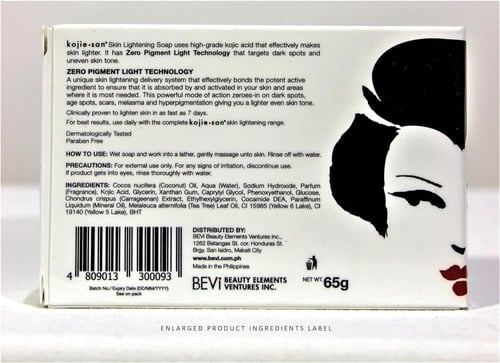 kojie-san® Skin Lightening Soap uses high-grade kojic acid that effectively makes
skin lighter. It has Zero Pigment Light Technology that targets dark spots and
uneven skin tone.
ZERO PIGMENT LIGHT TECHNOLOGY
A unique skin lightening delivery system that effectively bonds the potent active
ingredient to ensure that it is absorbed by and activated in your skin and areas
where it is most needed. This powerful mode of action zeroes-in on dark spots,
age spots, scars, melasma and hyperpigmentation giving you a lighter even skin tone.
Clinically proven to lighten skin in as fast as 7 days.
For best results, use daily with the complete kojie-san® skin lightening range.
Dermatologically Tested
Paraben Free
HOW TO USE: Wet soap and work into a lather, gently massage unto skin. Rinse off with water.
PRECAUTIONS: For external use only. For any signs of irritation, discontinue use.
If product gets into eyes, rinse thoroughly with water.
INGREDIENTS: Cocos nucifera (Coconut) Oil, Aqua (Water), Sodium Hydroxide, Parfum
(Fragrance), Kojic Acid, Glycerin, Xanthan Gum, Caprylyl Glycol, Phenoxyethanol, Glucose,
Chondrus crispus (Carrageenan) Extract, Ethylhexylglycerin, Cocamide DEA, Paraffinum
Liquidum (Mineral Oil), Melaleuca alternifolia (Tea Tree) Leaf Oil, CI 15985 (Yellow 6 Lake), CI
19140 (Yellow 5 Lake), BHT
4 809013 300093
Batch No./ Expiry Date (DD/MM/YYYY)
See on pack
DISTRIBUTED BY:
BEVi Beauty Elements Ventures Inc.,
1262 Batangas St. cor. Honduras St.
Brgy. San Isidro, Makati City
www.bevi.com.ph
Made in the Philippines
BEVi BEAUTY ELEMENTS
VENTURES INC.
NET WT. 65g
ENLARGED PRODUCT INGREDIENTS LABEL